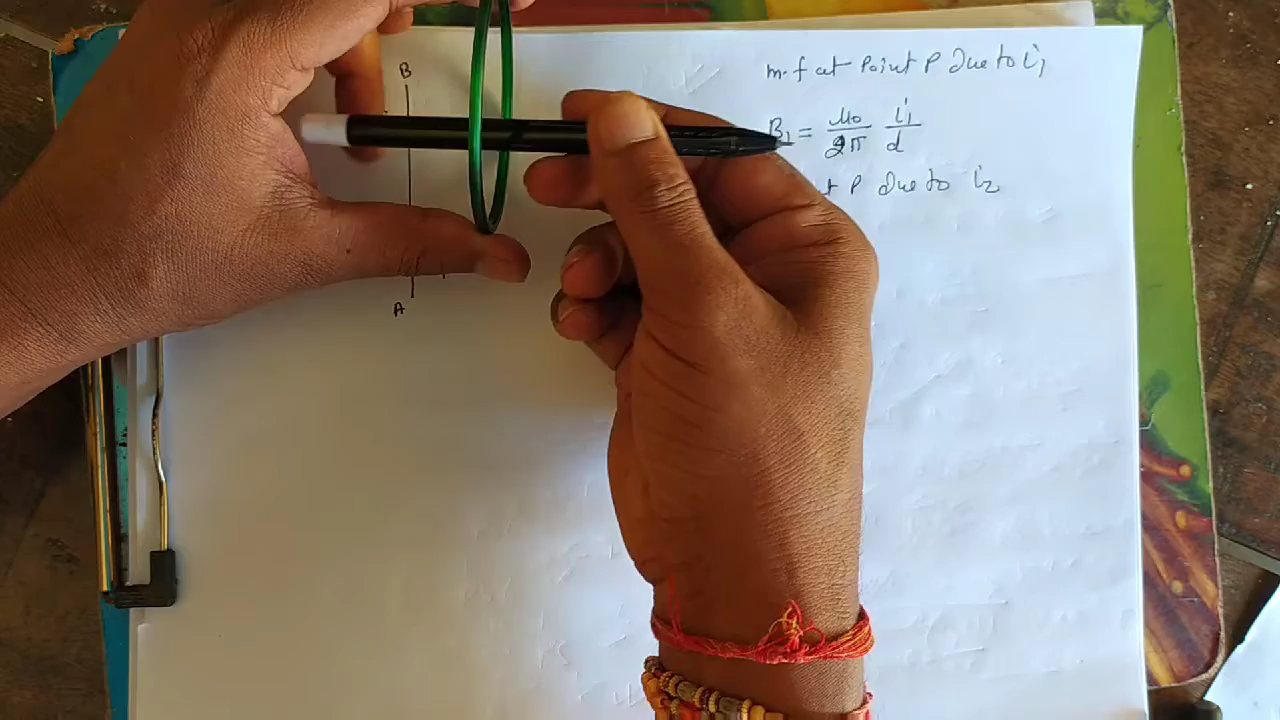 B
A
m.f at Point P Due to i₁
B₁ = μ₀/2π i₁/d
P due to i₂